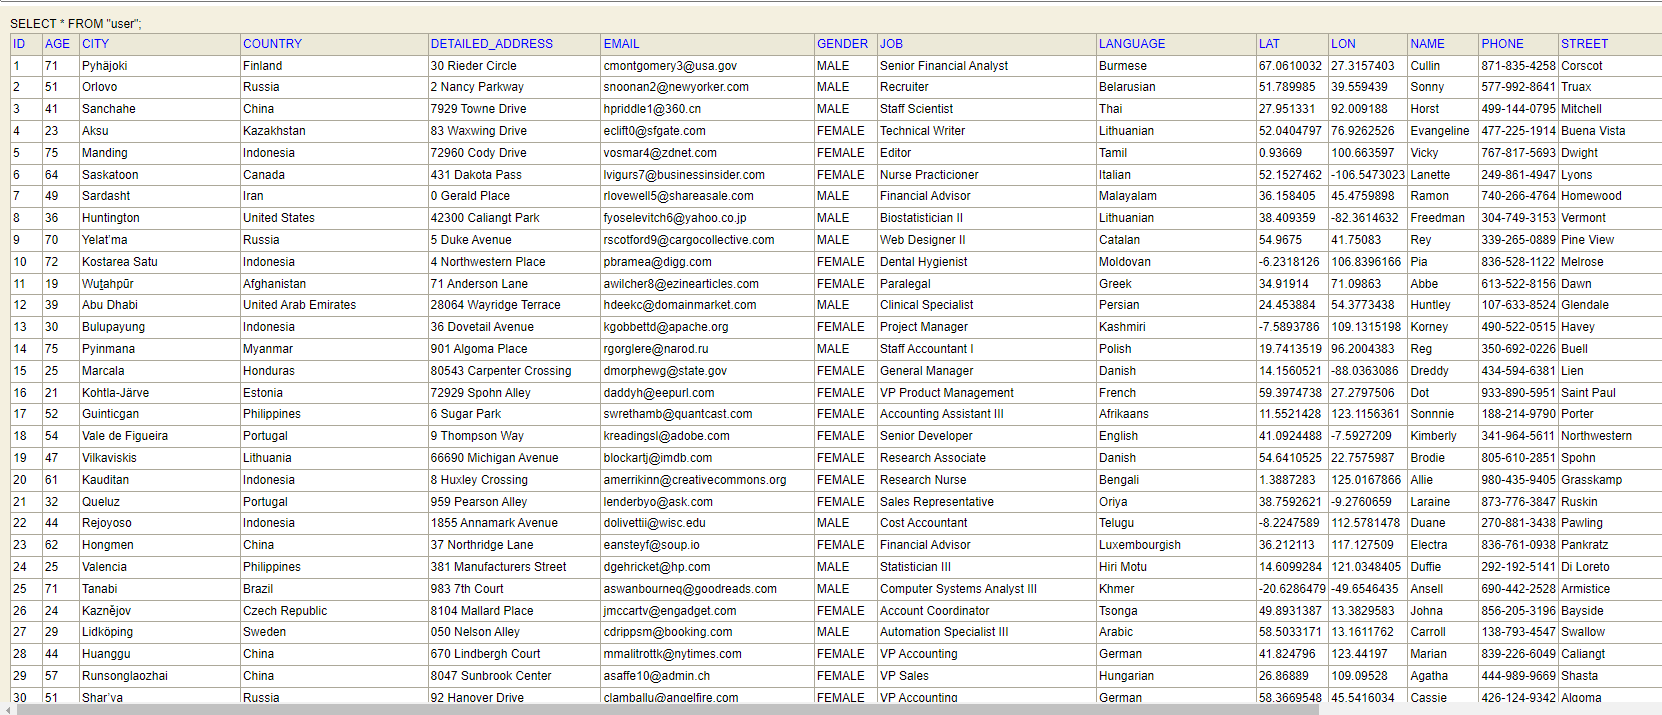 SELECT * FROM "user";
ID AGE CITY COUNTRY DETAILED_ADDRESS EMAIL GENDER JOB LANGUAGE LAT LON NAME PHONE STREET
1 71 Pyhäjoki Finland 30 Rieder Circle cmontgomery3@usa.gov MALE Senior Financial Analyst Burmese 67.0610032 27.3157403 Cullin 871-835-4258 Corscot
2 51 Orlovo Russia 2 Nancy Parkway snoonan2@newyorker.com MALE Recruiter Belarusian 51.789985 39.559439 Sonny 577-992-8641 Truax
3 41 Sanchahe China 7929 Towne Drive hpriddle1@360.cn MALE Staff Scientist Thai 27.951331 92.009188 Horst 499-144-0795 Mitchell
4 23 Aksu Kazakhstan 83 Waxwing Drive eclift0@sfgate.com FEMALE Technical Writer Lithuanian 52.0404797 76.9262526 Evangeline 477-225-1914 Buena Vista
5 75 Manding Indonesia 72960 Cody Drive vosmar4@zdnet.com FEMALE Editor Tamil 0.93669 100.663597 Vicky 767-817-5693 Dwight
6 64 Saskatoon Canada 431 Dakota Pass lvigurs7@businessinsider.com FEMALE Nurse Practicioner Italian 52.1527462 -106.5473023 Lanette 249-861-4947 Lyons
7 49 Sardasht Iran 0 Gerald Place rlovewell5@shareasale.com MALE Financial Advisor Malayalam 36.158405 45.4759898 Ramon 740-266-4764 Homewood
8 36 Huntington United States 42300 Caliangt Park fyoselevitch6@yahoo.co.jp MALE Biostatistician II Lithuanian 38.409359 -82.3614632 Freedman 304-749-3153 Vermont
9 70 Yelat'ma Russia 5 Duke Avenue rscotford9@cargocollective.com MALE Web Designer II Catalan 54.9675 41.75083 Rey 339-265-0889 Pine View
10 72 Kostarea Satu Indonesia 4 Northwestern Place pbramea@digg.com FEMALE Dental Hygienist Moldovan -6.2318126 106.8396166 Pia 836-528-1122 Melrose
11 19 Wuṯahpūr Afghanistan 71 Anderson Lane awilcher8@ezinearticles.com FEMALE Paralegal Greek 34.91914 71.09863 Abbe 613-522-8156 Dawn
12 39 Abu Dhabi United Arab Emirates 28064 Wayridge Terrace hdeekc@domainmarket.com MALE Clinical Specialist Persian 24.453884 54.3773438 Huntley 107-633-8524 Glendale
13 30 Bulupayung Indonesia 36 Dovetail Avenue kgobbettd@apache.org FEMALE Project Manager Kashmiri -7.5893786 109.1315198 Korney 490-522-0515 Havey
14 75 Pyinmana Myanmar 901 Algoma Place rgorglere@narod.ru MALE Staff Accountant I Polish 19.7413519 96.2004383 Reg 350-692-0226 Buell
15 25 Marcala Honduras 80543 Carpenter Crossing dmorphewg@state.gov FEMALE General Manager Danish 14.1560521 -88.0363086 Dreddy 434-594-6381 Lien
16 21 Kohtla-Järve Estonia 72929 Spohn Alley daddyh@eepurl.com FEMALE VP Product Management French 59.3974738 27.2797506 Dot 933-890-5951 Saint Paul
17 52 Guinticgan Philippines 6 Sugar Park swrethamb@quantcast.com FEMALE Accounting Assistant III Afrikaans 11.5521428 123.1156361 Sonnnie 188-214-9790 Porter
18 54 Vale de Figueira Portugal 9 Thompson Way kreadingsl@adobe.com FEMALE Senior Developer English 41.0924488 -7.5927209 Kimberly 341-964-5611 Northwestern
19 47 Vilkaviskis Lithuania 66690 Michigan Avenue blockartj@imdb.com FEMALE Research Associate Danish 54.6410525 22.7575987 Brodie 805-610-2851 Spohn
20 61 Kauditan Indonesia 8 Huxley Crossing amerrikinn@creativecommons.org FEMALE Research Nurse Bengali 1.3887283 125.0167866 Allie 980-435-9405 Grasskamp
21 32 Queluz Portugal 959 Pearson Alley lenderbyo@ask.com FEMALE Sales Representative Oriya 38.7592621 -9.2760659 Laraine 873-776-3847 Ruskin
22 44 Rejoyoso Indonesia 1855 Annamark Avenue dolivettii@wisc.edu MALE Cost Accountant Telugu -8.2247589 112.5781478 Duane 270-881-3438 Pawling
23 62 Hongmen China 37 Northridge Lane eansteyf@soup.io FEMALE Financial Advisor Luxembourgish 36.212113 117.127509 Electra 836-761-0938 Pankratz
24 25 Valencia Philippines 381 Manufacturers Street dgehricket@hp.com MALE Statistician III Hiri Motu 14.6099284 121.0348405 Duffie 292-192-5141 Di Loreto
25 71 Tanabi Brazil 983 7th Court aswanbourneq@goodreads.com MALE Computer Systems Analyst III Khmer -20.6286479 -49.6546435 Ansell 690-442-2528 Armistice
26 24 Kaznějov Czech Republic 8104 Mallard Place jmccartv@engadget.com FEMALE Account Coordinator Tsonga 49.8931387 13.3829583 Johna 856-205-3196 Bayside
27 29 Lidköping Sweden 050 Nelson Alley cdrippsm@booking.com MALE Automation Specialist III Arabic 58.5033171 13.1611762 Carroll 138-793-4547 Swallow
28 44 Huanggu China 670 Lindbergh Court mmalitrottk@nytimes.com FEMALE VP Accounting German 41.824796 123.44197 Marian 839-226-6049 Caliangt
29 57 Runsonglaozhai China 8047 Sunbrook Center asaffe10@admin.ch FEMALE VP Sales Hungarian 26.86889 109.09528 Agatha 444-989-9669 Shasta
30 51 Shar'ya Russia 92 Hanover Drive clamballu@angelfire.com FEMALE VP Accounting German 58.3669548 45.5416034 Cassie 426-124-9342 Algoma